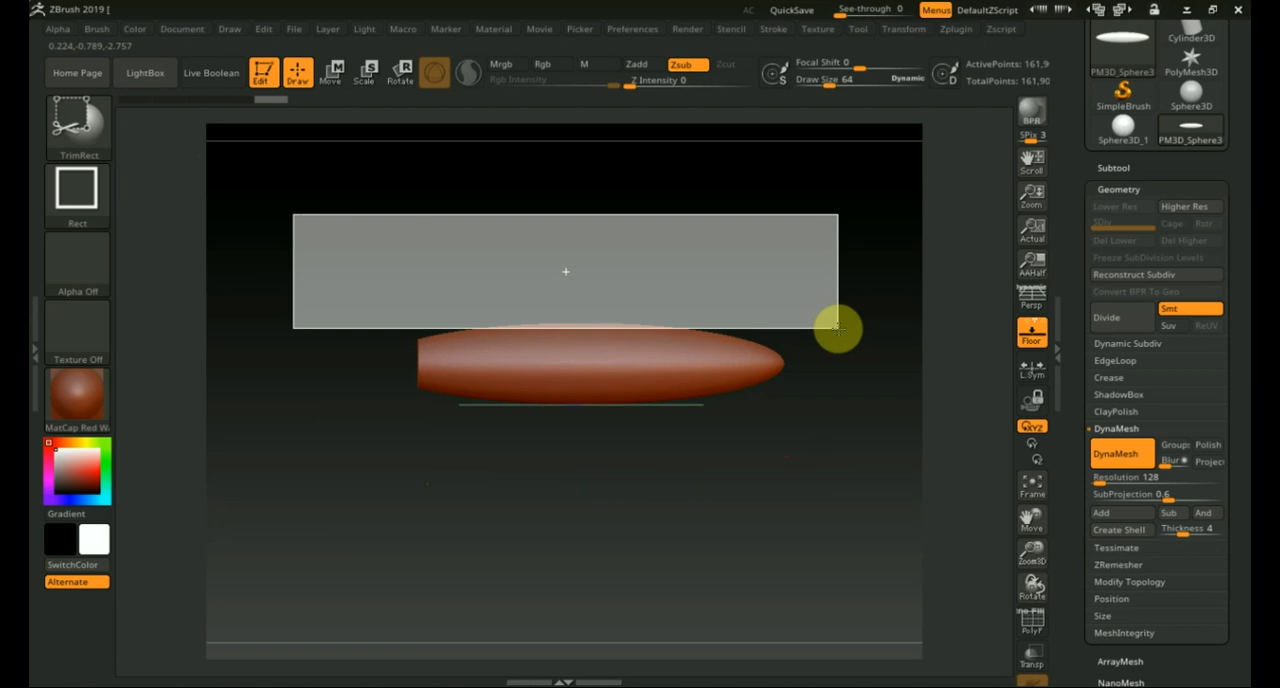 ZBrush 2019 [
AC QuickSave See-through 0 Menus DefaultZScript
Alpha Brush Color Document Draw Edit File Layer Light Macro Marker Material Movie Picker Preferences Render Stencil Stroke Texture Tool Transform Zplugin Zscript
0.224,-0.789,-2.757
Home Page LightBox Live Boolean Edit Draw Move Scale Rotate
Mrgb Rgb M Zadd Zsub Zcut
Rgb Intensity Z Intensity 0
Focal Shift 0
Draw Size 64 Dynamic
ActivePoints: 161,9
TotalPoints: 161,90
TrimRect
Rect
Alpha Off
Texture Off
MatCap Red W
Gradient
SwitchColor
Alternate
BPR
SPix 3
Scroll
Zoom
Actual
AAHalf
Dynamic
Persp
Floor
L.Sym
XYZ
Frame
Move
Zoom3D
Rotate
PolyF
Transp
Cylinder3D
PM3D_Sphere3 PolyMesh3D
SimpleBrush Sphere3D
Sphere3D_1 PM3D_Sphere3
Subtool
Geometry
Lower Res Higher Res
SDiv Cage Rstr
Del Lower Del Higher
Freeze SubDivision Levels
Reconstruct Subdiv
Convert BPR To Geo
Divide Smt
Suv ReUV
Dynamic Subdiv
EdgeLoop
Crease
ShadowBox
ClayPolish
DynaMesh
DynaMesh Group: Polish
Blur Project
Resolution 128
SubProjection 0.6
Add Sub And
Create Shell Thickness 4
Tessimate
ZRemesher
Modify Topology
Position
Size
MeshIntegrity
ArrayMesh
NanoMesh